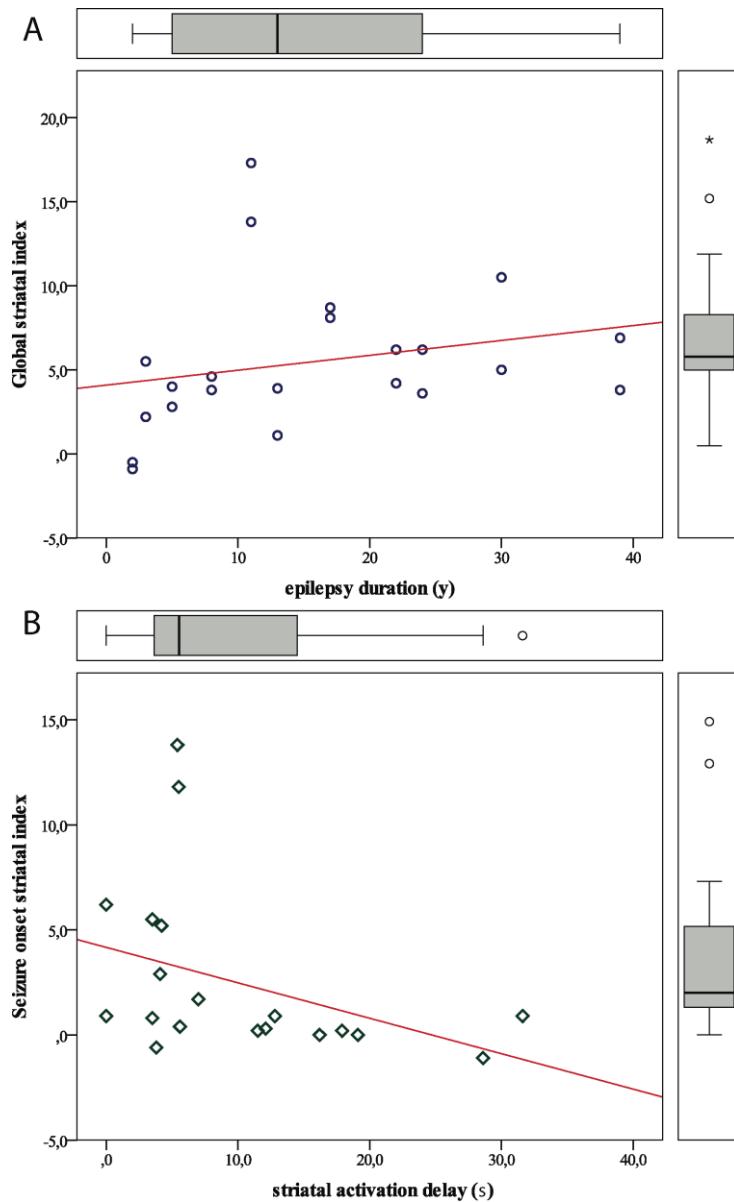 A
Global striatal index
20,0
15,0
10,0
5,0
,0
-5,0
0 10 20 30 40
epilepsy duration (y)
B
Seizure onset striatal index
15,0
10,0
5,0
,0
-5,0
,0 10,0 20,0 30,0 40,0
striatal activation delay (s)